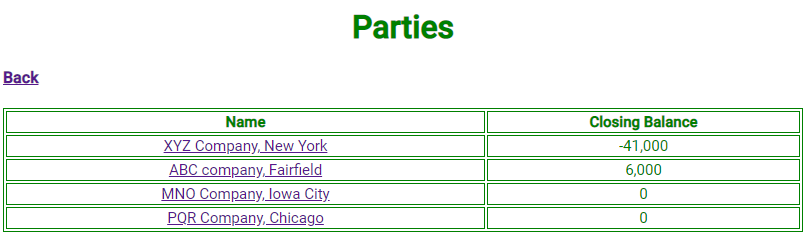 Parties
Back
Name Closing Balance
XYZ Company, New York -41,000
ABC company, Fairfield 6,000
MNO Company, Iowa City 0
PQR Company, Chicago 0